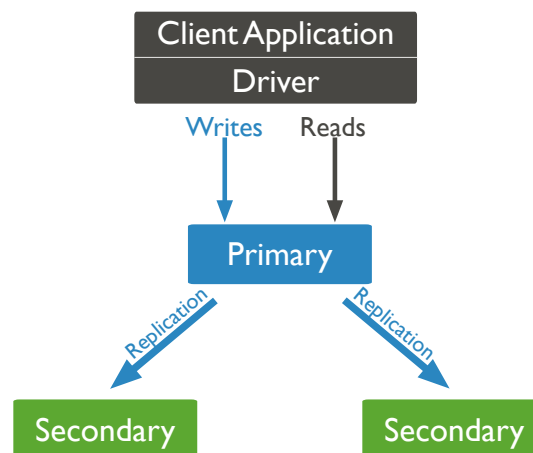 Client Application
Driver
Writes
Reads
Primary
Replication
Replication
Secondary
Secondary